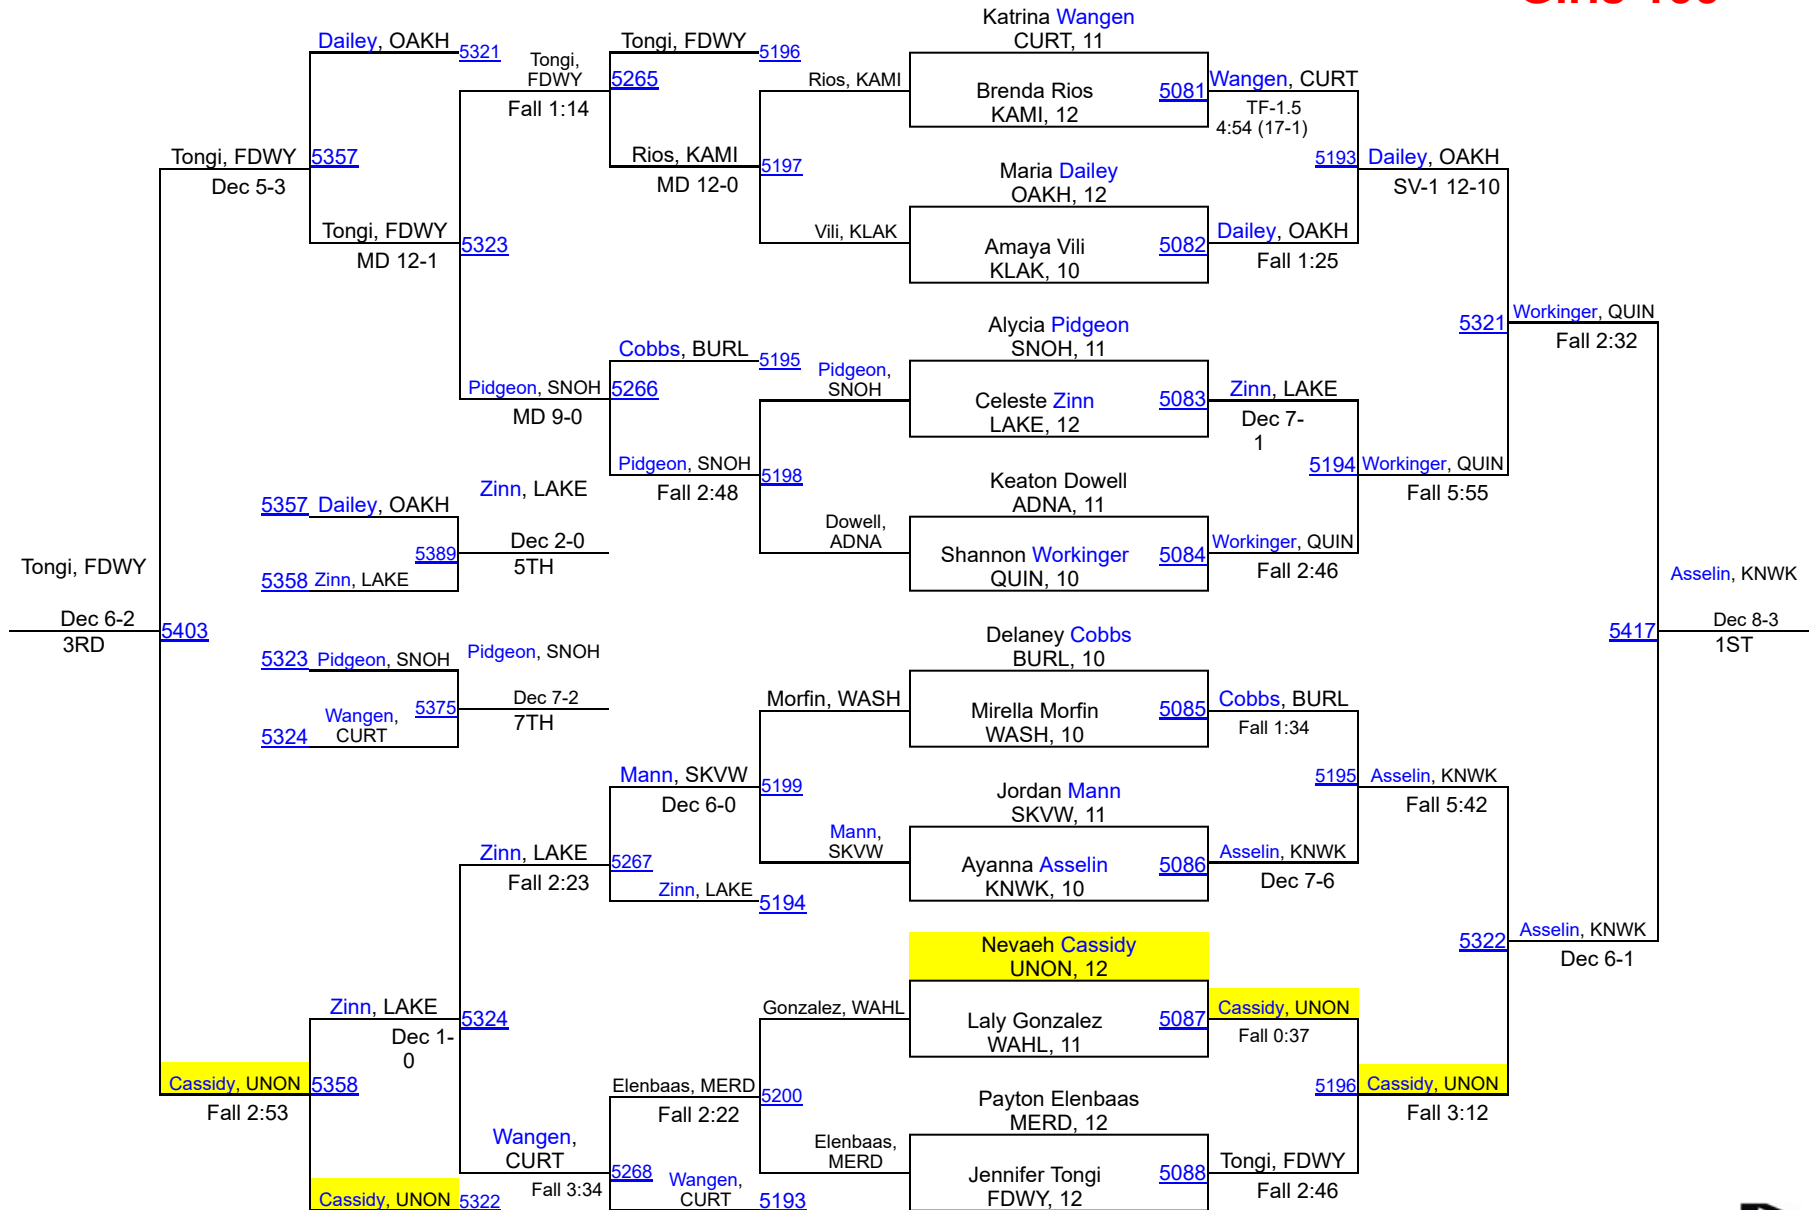 Katrina Wangen
CURT, 11
Dailey, OAKH
5321
Tongi,
FDWY
Fall 1:14
Tongi, FDWY
5196
5265
Rios, KAMI
Brenda Rios
KAMI, 12
5081
Wangen, CURT
TF-1.5
4:54 (17-1)
Tongi, FDWY
Dec 5-3
5357
Rios, KAMI
MD 12-0
5197
Maria Dailey
OAKH, 12
5193
Dailey, OAKH
SV-1 12-10
Tongi, FDWY
MD 12-1
5323
Vili, KLAK
Amaya Vili
KLAK, 10
5082
Dailey, OAKH
Fall 1:25
Alycia Pidgeon
SNOH, 11
5321
Workinger, QUIN
Fall 2:32
Cobbs, BURL
5195
Pidgeon, SNOH
MD 9-0
5266
Pidgeon,
SNOH
Celeste Zinn
LAKE, 12
5083
Zinn, LAKE
Dec 7-
1
Pidgeon, SNOH
Fall 2:48
5198
Keaton Dowell
ADNA, 11
5194
Workinger, QUIN
Fall 5:55
5357
Dailey, OAKH
Zinn, LAKE
Dec 2-0
5TH
5389
5358
Zinn, LAKE
Dowell,
ADNA
Shannon Workinger
QUIN, 10
5084
Workinger, QUIN
Fall 2:46
Tongi, FDWY
Dec 6-2
3RD
5403
Asselin, KNWK
Dec 8-3
1ST
5417
Delaney Cobbs
BURL, 10
5323
Pidgeon, SNOH
Pidgeon, SNOH
Dec 7-2
7TH
5375
5324
Wangen,
CURT
Morfin, WASH
Mirella Morfin
WASH, 10
5085
Cobbs, BURL
Fall 1:34
Mann, SKVW
Dec 6-0
5199
Jordan Mann
SKVW, 11
5195
Asselin, KNWK
Fall 5:42
Zinn, LAKE
Fall 2:23
5267
Mann,
SKVW
Ayanna Asselin
KNWK, 10
5086
Asselin, KNWK
Dec 7-6
Zinn, LAKE
5194
Nevaeh Cassidy
UNON, 12
5322
Asselin, KNWK
Dec 6-1
Zinn, LAKE
Dec 1-
0
5324
Gonzalez, WAHL
Laly Gonzalez
WAHL, 11
5087
Cassidy, UNON
Fall 0:37
Cassidy, UNON
Fall 2:53
5358
Elenbaas, MERD
Fall 2:22
5200
Payton Elenbaas
MERD, 12
5196
Cassidy, UNON
Fall 3:12
Wangen,
CURT
Fall 3:34
5268
Elenbaas,
MERD
Jennifer Tongi
FDWY, 12
5088
Tongi, FDWY
Fall 2:46
Cassidy, UNON
5322
Wangen,
CURT
5193